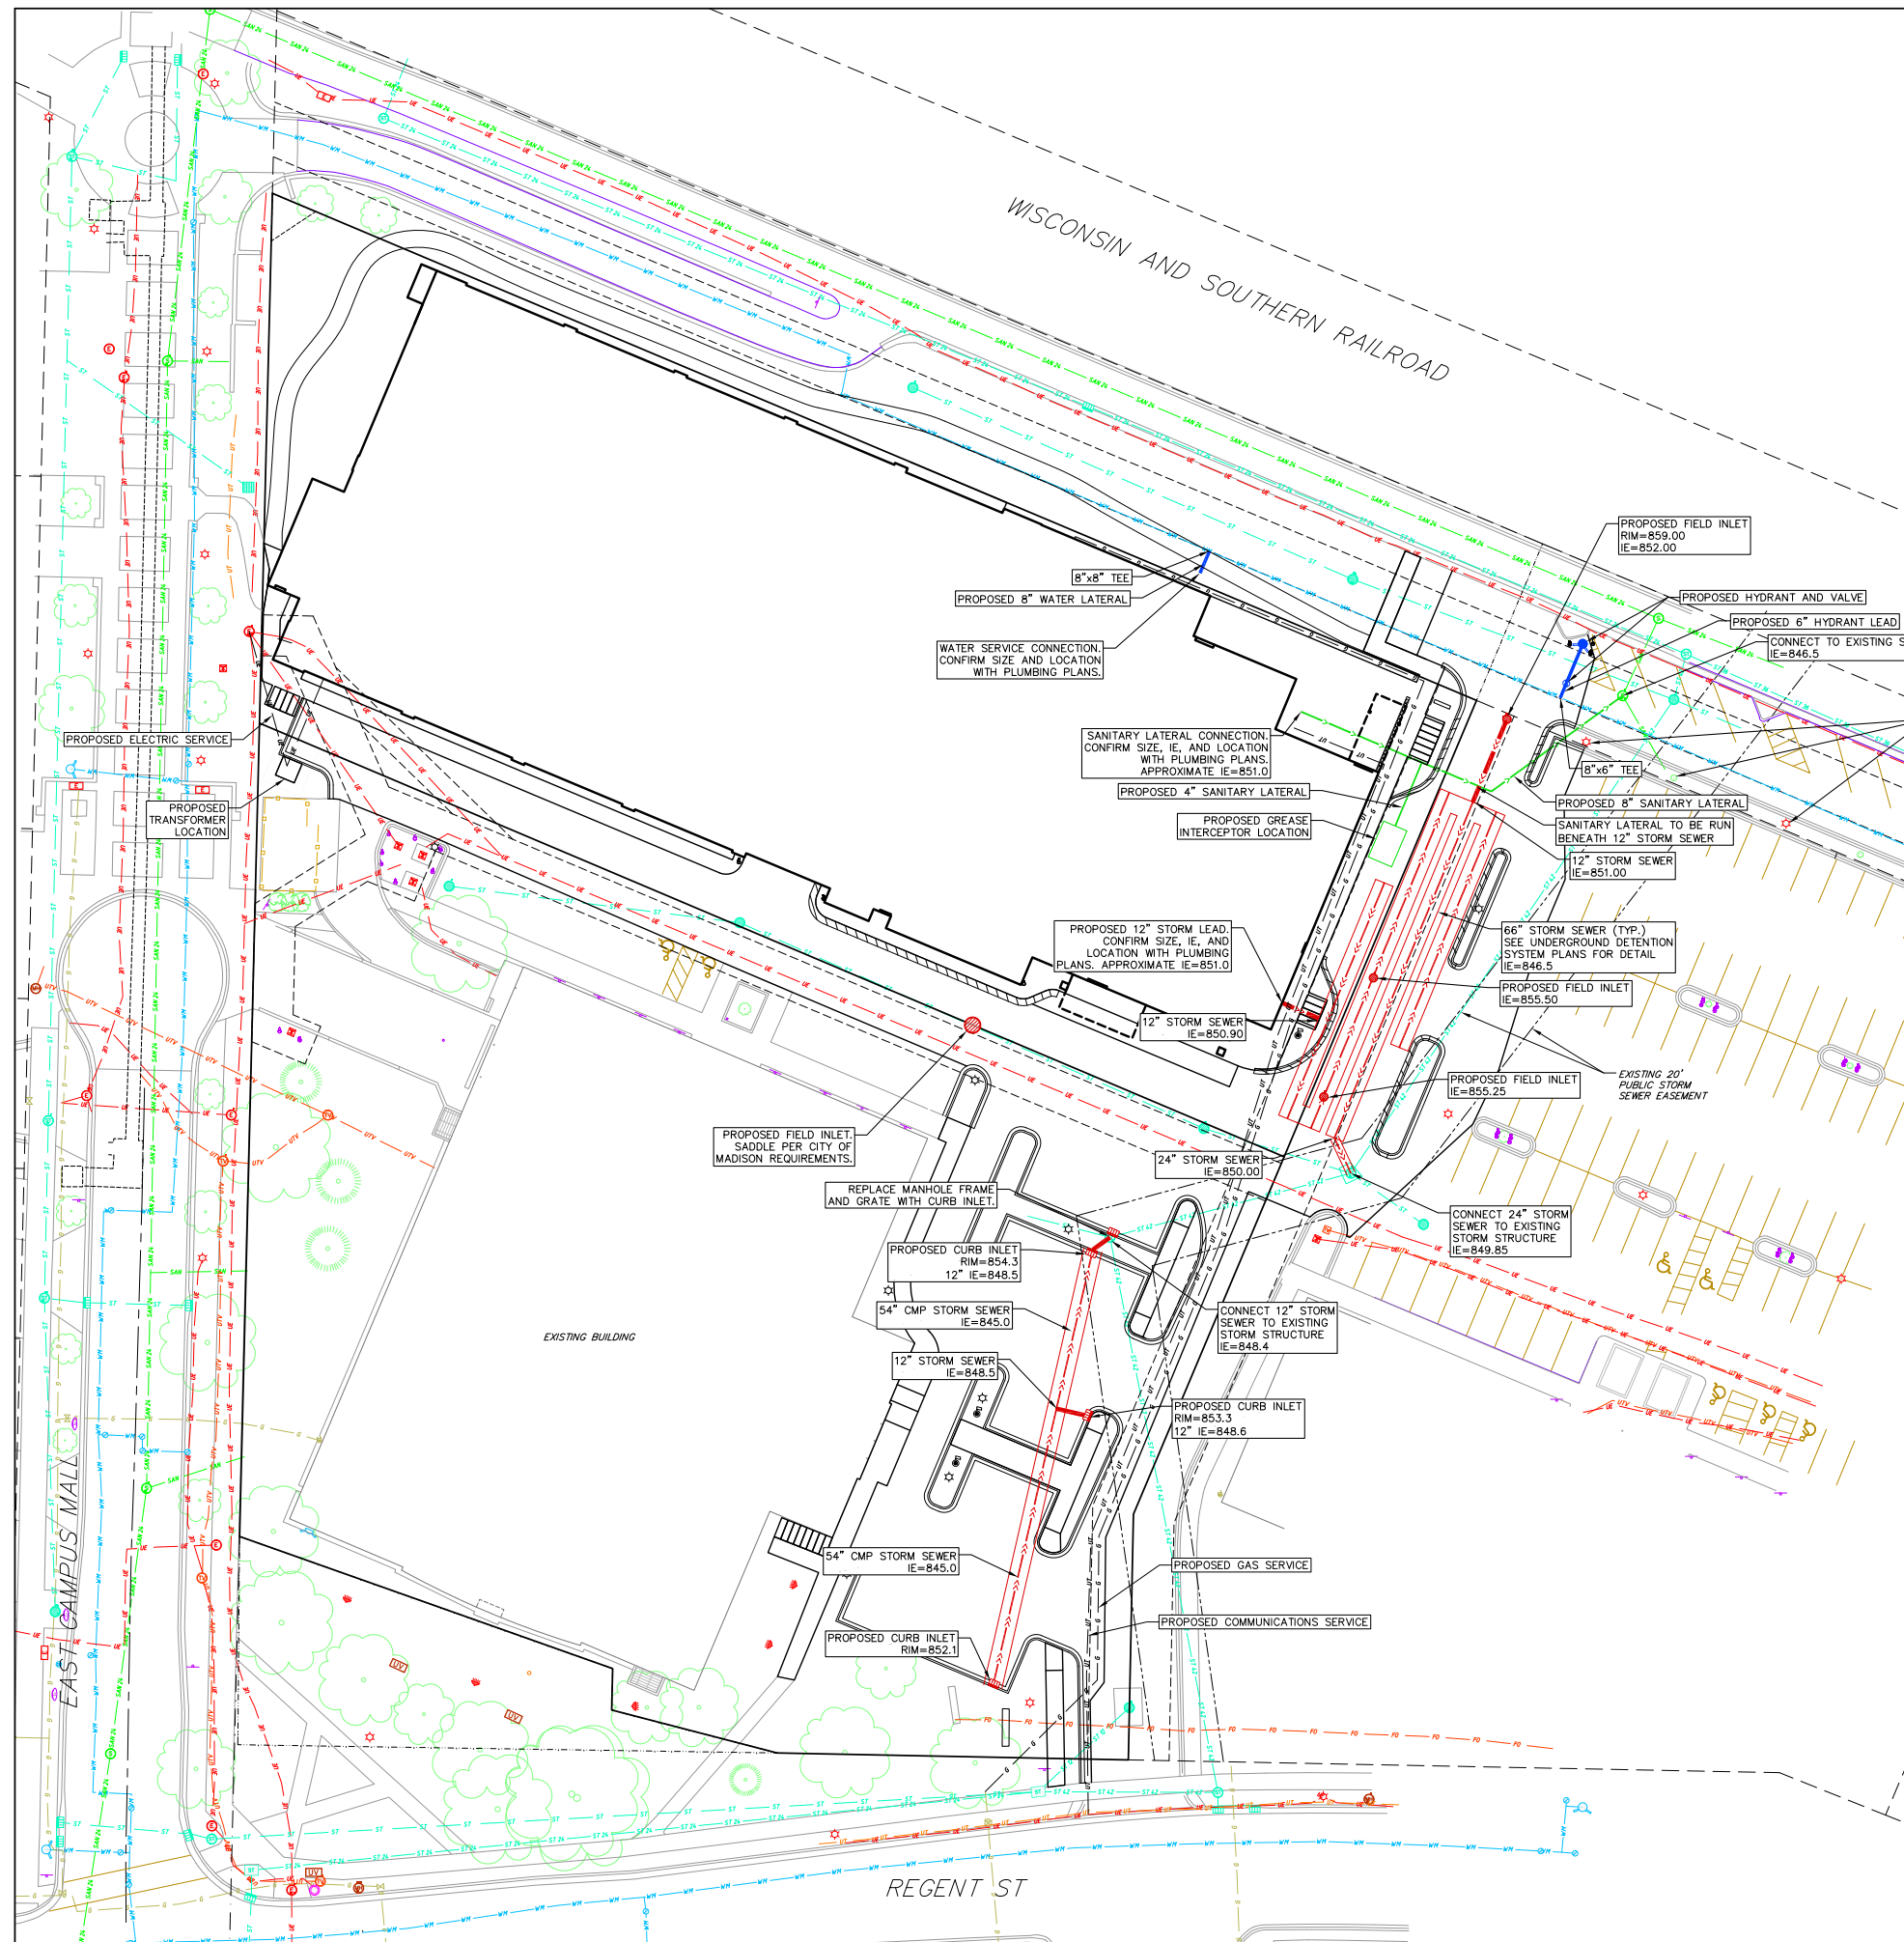 WISCONSIN AND SOUTHERN RAILROAD
PROPOSED FIELD INLET
RIM=859.00
IE=852.00
8"x8" TEE
PROPOSED 8" WATER LATERAL
PROPOSED HYDRANT AND VALVE
PROPOSED 6" HYDRANT LEAD
CONNECT TO EXISTING S
IE=846.5
WATER SERVICE CONNECTION.
CONFIRM SIZE AND LOCATION
WITH PLUMBING PLANS.
PROPOSED ELECTRIC SERVICE
SANITARY LATERAL CONNECTION.
CONFIRM SIZE, IE, AND LOCATION
WITH PLUMBING PLANS.
APPROXIMATE IE=851.0
8"x6" TEE
PROPOSED 4" SANITARY LATERAL
PROPOSED 8" SANITARY LATERAL
PROPOSED
TRANSFORMER
LOCATION
PROPOSED GREASE
INTERCEPTOR LOCATION
SANITARY LATERAL TO BE RUN
BENEATH 12" STORM SEWER
12" STORM SEWER
IE=851.00
PROPOSED 12" STORM LEAD.
CONFIRM SIZE, IE, AND
LOCATION WITH PLUMBING
PLANS. APPROXIMATE IE=851.0
66" STORM SEWER (TYP.)
SEE UNDERGROUND DETENTION
SYSTEM PLANS FOR DETAIL
IE=846.5
PROPOSED FIELD INLET
IE=855.50
12" STORM SEWER
IE=850.90
PROPOSED FIELD INLET
IE=855.25
EXISTING 20'
PUBLIC STORM
SEWER EASEMENT
PROPOSED FIELD INLET.
SADDLE PER CITY OF
MADISON REQUIREMENTS.
24" STORM SEWER
IE=850.00
REPLACE MANHOLE FRAME
AND GRATE WITH CURB INLET.
CONNECT 24" STORM
SEWER TO EXISTING
STORM STRUCTURE
IE=849.85
PROPOSED CURB INLET
RIM=854.3
12" IE=848.5
54" CMP STORM SEWER
IE=845.0
CONNECT 12" STORM
SEWER TO EXISTING
STORM STRUCTURE
IE=848.4
EXISTING BUILDING
12" STORM SEWER
IE=848.5
PROPOSED CURB INLET
RIM=853.3
12" IE=848.6
54" CMP STORM SEWER
IE=845.0
PROPOSED GAS SERVICE
PROPOSED COMMUNICATIONS SERVICE
PROPOSED CURB INLET
RIM=852.1
EAST CAMPUS MALL
REGENT ST